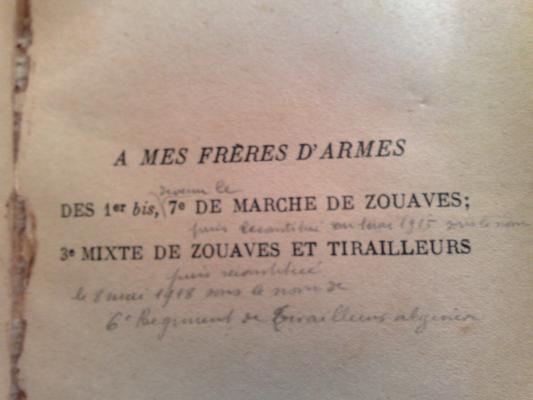 A MES FRÈRES D'ARMES
devenu le
DES 1er bis, 7e DE MARCHE DE ZOUAVES;
puis 1915 sous le nom
3e MIXTE DE ZOUAVES ET TIRAILLEURS
puis reconstitué
le 8 mai 1918 sous le nom de
6e Régiment de Tirailleurs algériens